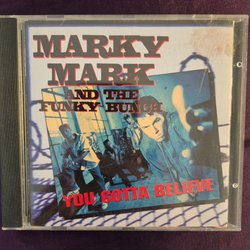 MARKY
MARK
AND THE
FUNKY BUNCH
YOU GOTTA BELIEVE